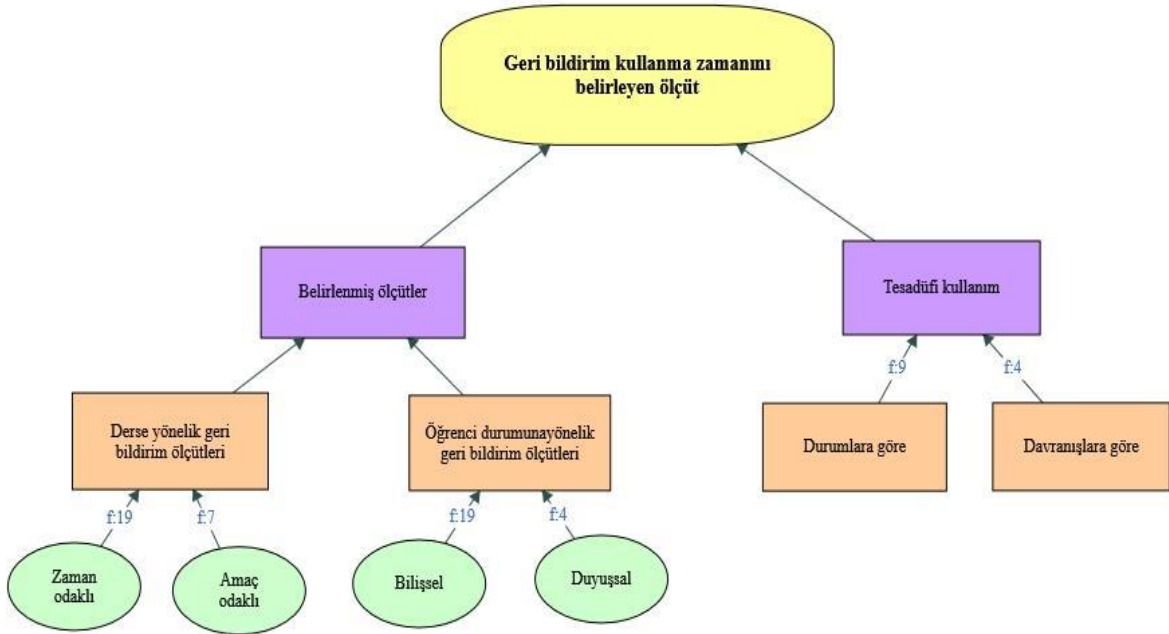 Geri bildirim kullanma zamanını
belirleyen ölçüt
Belirlenmiş ölçütler
Tesadüfi kullanım
f:9
f:4
Derse yönelik geri
bildirim ölçütleri
Öğrenci durumunayönelik
geri bildirim ölçütleri
Durumlara göre
Davranışlara göre
f:19
f:7
f:19
f:4
Zaman
odaklı
Amaç
odaklı
Bilişsel
Duyuşsal